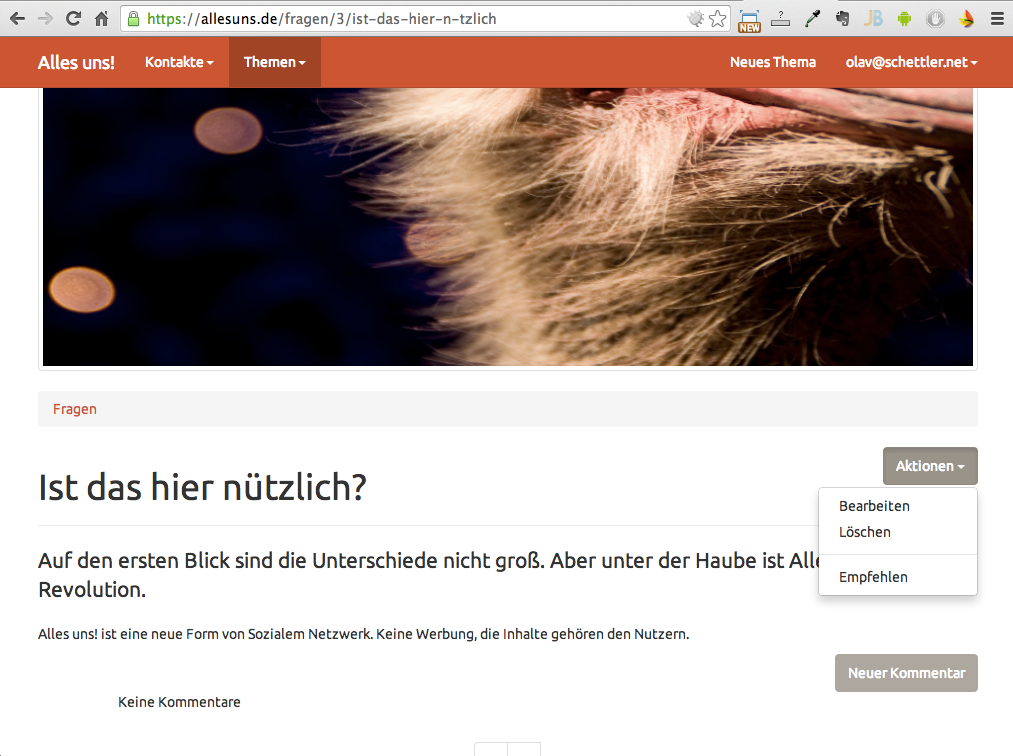 https://allesuns.de/fragen/3/ist-das-hier-n-tzlich
?
NEW
JB
Alles uns! Kontakte Themen Neues Thema olav@schettler.net
Fragen
Aktionen
Ist das hier nützlich?
Bearbeiten
Löschen
Empfehlen
Auf den ersten Blick sind die Unterschiede nicht groß. Aber unter der Haube ist
Revolution.
Alles uns! ist eine neue Form von Sozialem Netzwerk. Keine Werbung, die Inhalte gehören den Nutzern.
Neuer Kommentar
Keine Kommentare